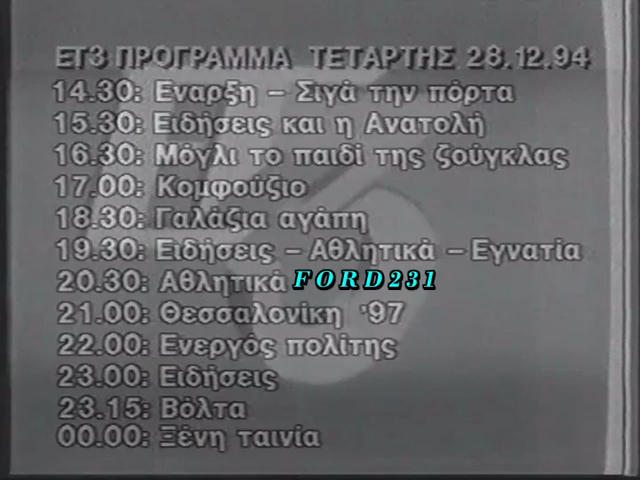 ΕΤ3 ΠΡΟΓΡΑΜΜΑ ΤΕΤΑΡΤΗΣ 28.12.94
14.30: Εναρξη – Σιγά την πόρτα
15.30: Ειδήσεις και η Ανατολή
16.30: Μόγλι το παιδί της ζούγκλας
17.00: Κομφούζιο
18.30: Γαλάζια αγάπη
19.30: Ειδήσεις – Αθλητικά – Εγνατία
20.30: Αθλητικά FORD231
21.00: Θεσσαλονίκη '97
22.00: Ενεργός πολίτης
23.00: Ειδήσεις
23.15: Βόλτα
00.00: Ξένη ταινία